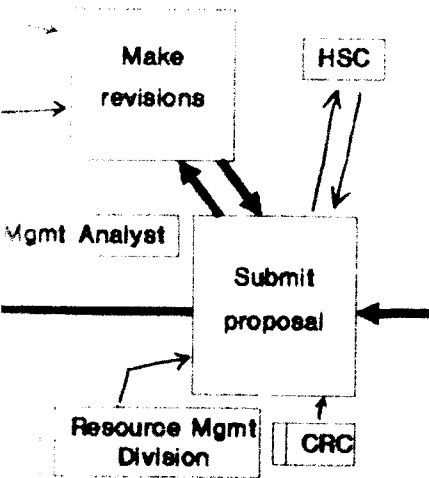 Make
revisions
HSC
Mgmt Analyst
Submit
proposal
Resource Mgmt
Division
CRC